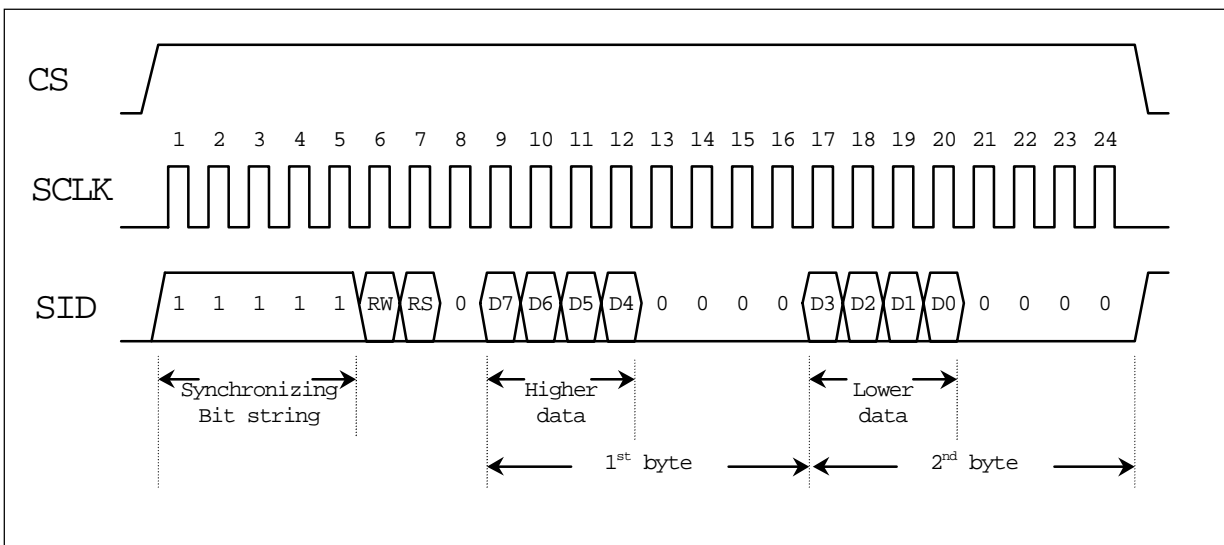 CS
1 2 3 4 5 6 7 8 9 10 11 12 13 14 15 16 17 18 19 20 21 22 23 24
SCLK
SID
1 1 1 1 1 RW RS 0 D7 D6 D5 D4 0 0 0 0 D3 D2 D1 D0 0 0 0 0
Synchronizing
Bit string
Higher
data
Lower
data
1st byte
2nd byte